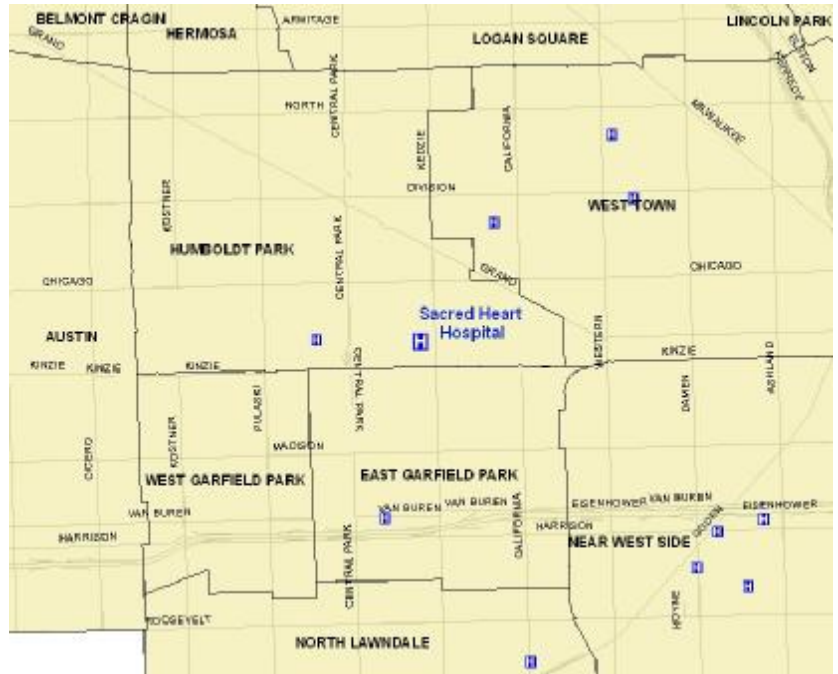 BELMONT CRAGIN
ARMITAGE
LINCOLN PARK
GRAND
HERMOSA
LOGAN SQUARE
ELSTON
KENNEDY
NORTH
CENTRAL PARK
KEDZIE
CALIFORNIA
MILWAUKEE
H
DIVISION
KOSTNER
H
WEST TOWN
H
HUMBOLDT PARK
CENTRAL PARK
GRAND
CHICAGO
CHICAGO
Sacred Heart
Hospital
AUSTIN
H
H
WESTERN
KINZIE
KINZIE
KINZIE
KINZIE
ASHLAND
CENTRAL PARK
DAMEN
PULASKI
KOSTNER
MADISON
CICERO
WEST GARFIELD PARK
EAST GARFIELD PARK
VAN BUREN
H
VAN BUREN
VAN BUREN
EISENHOWER
VAN BUREN
EISENHOWER
CALIFORNIA
HARRISON
OGDEN
H
H
HARRISON
NEAR WEST SIDE
CENTRAL PARK
H
H
HOYNE
ROOSEVELT
NORTH LAWNDALE
H